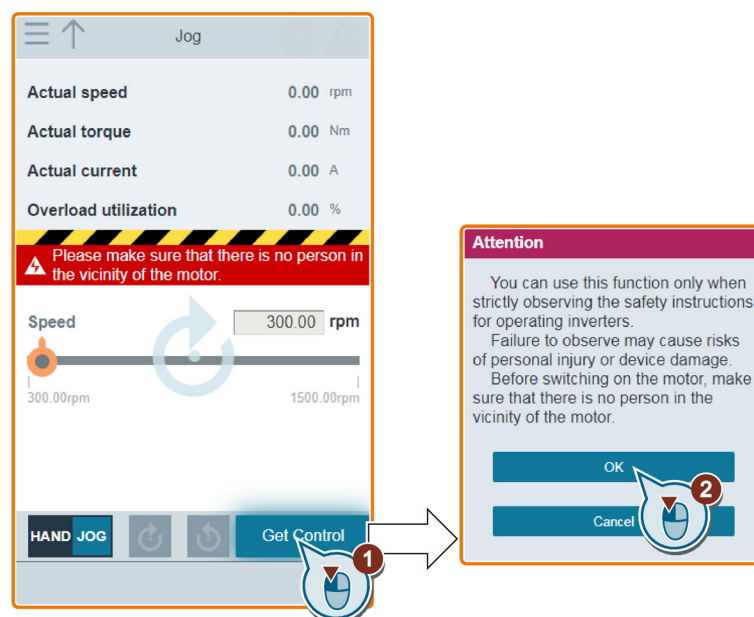 Jog
Actual speed 0.00 rpm
Actual torque 0.00 Nm
Actual current 0.00 A
Overload utilization 0.00 %
Please make sure that there is no person in
the vicinity of the motor.
Speed 300.00 rpm
300.00rpm 1500.00rpm
HAND JOG Get Control
1
Attention
You can use this function only when
strictly observing the safety instructions
for operating inverters.
Failure to observe may cause risks
of personal injury or device damage.
Before switching on the motor, make
sure that there is no person in the
vicinity of the motor.
OK
2
Cancel